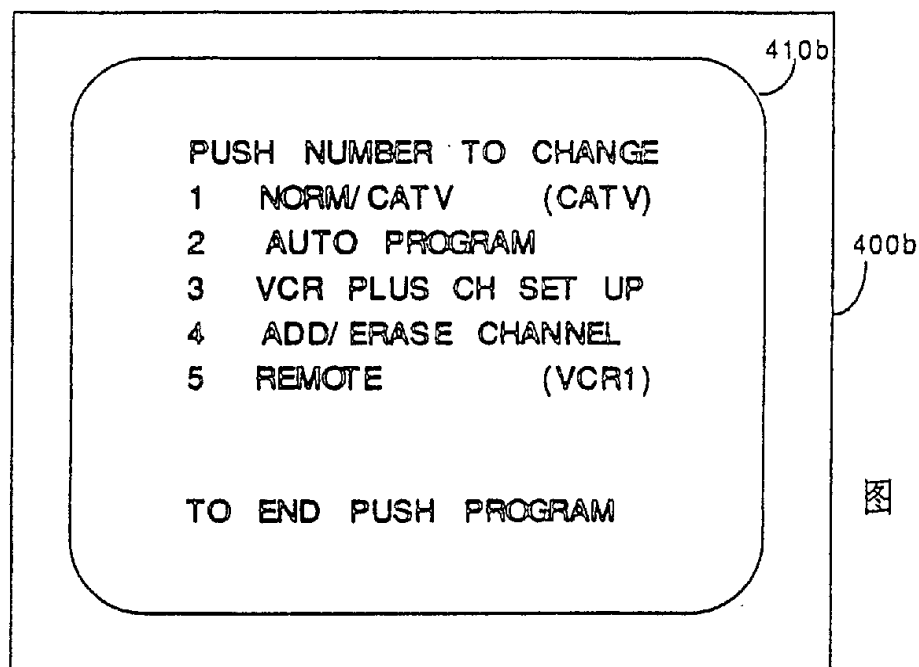 410b
PUSH NUMBER TO CHANGE
1 NORM/CATV (CATV)
2 AUTO PROGRAM
400b
3 VCR PLUS CH SET UP
4 ADD/ERASE CHANNEL
5 REMOTE (VCR1)
TO END PUSH PROGRAM
图